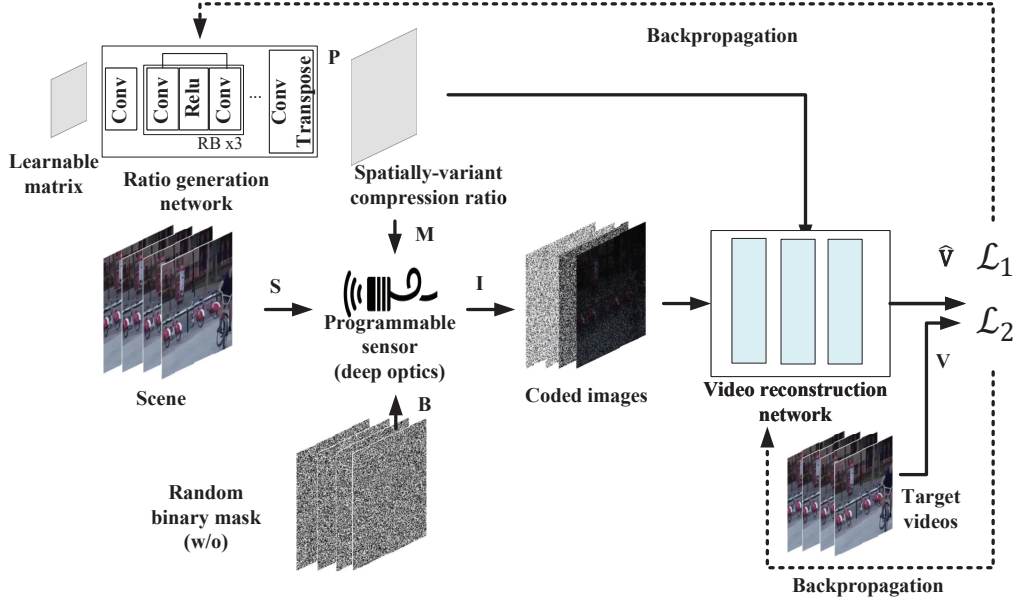 Backpropagation
P
Conv
Conv
Relu
Conv
...
Conv
Transpose
RB x3
Learnable
matrix
Ratio generation
network
Spatially-variant
compression ratio
M
S
I
Programmable
sensor
(deep optics)
Scene
Coded images
B
Random
binary mask
(w/o)
Video reconstruction
network
V̂ ℒ1
ℒ2
V
Target
videos
Backpropagation